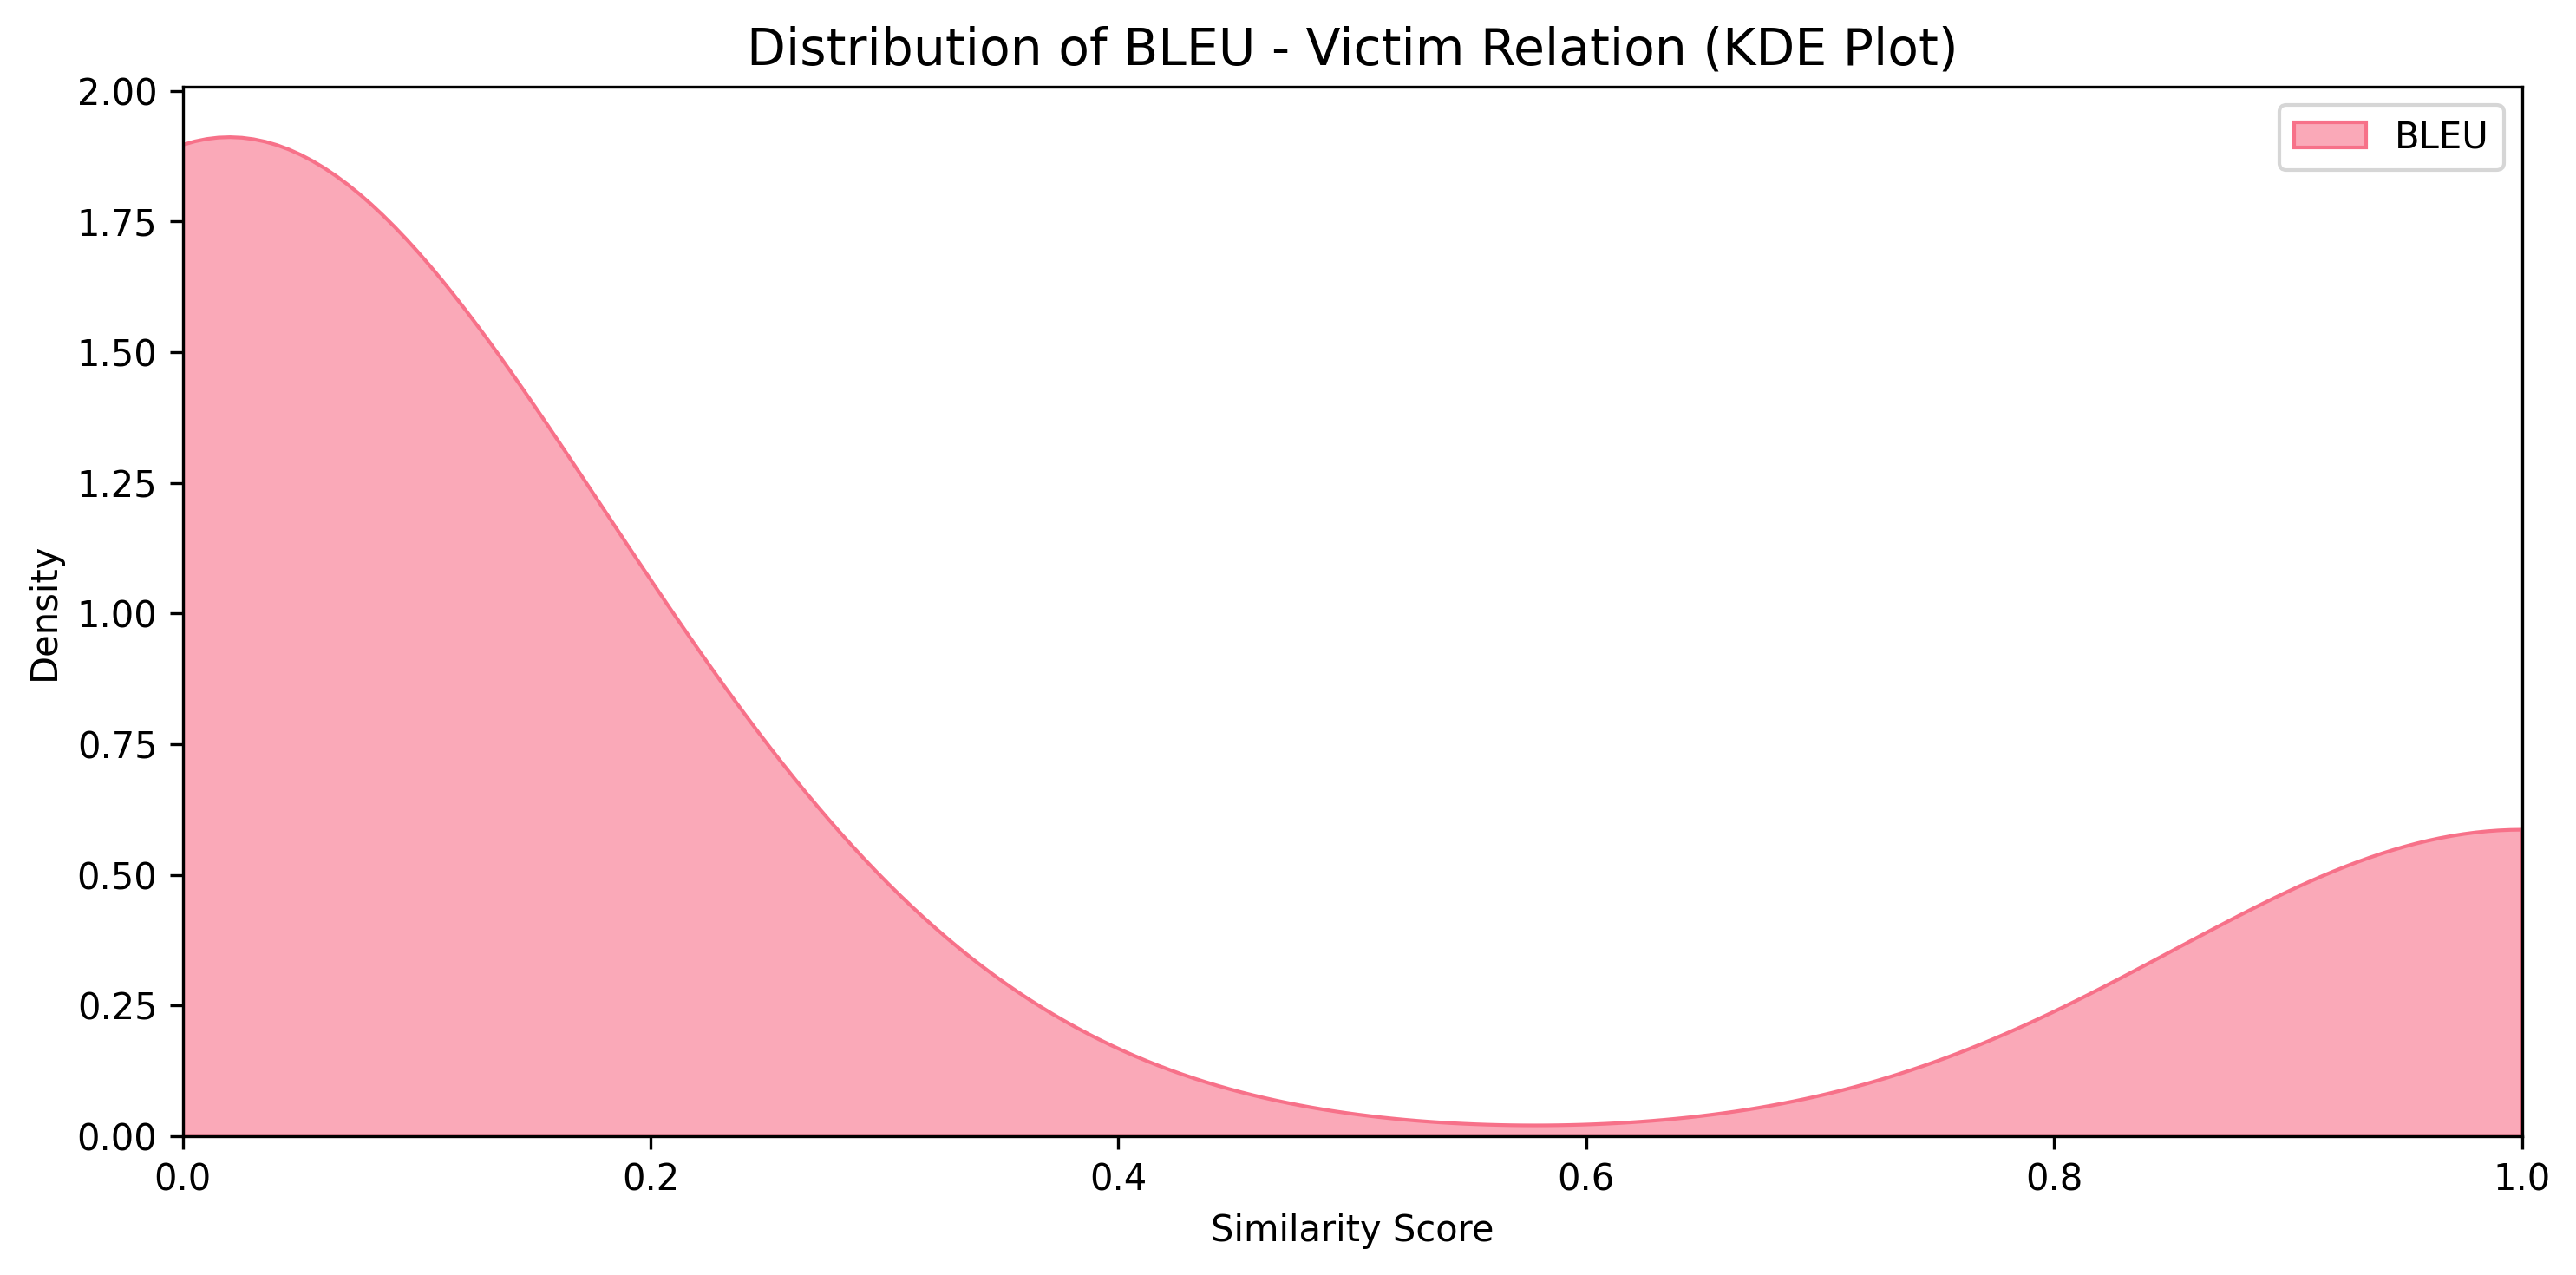 Distribution of BLEU - Victim Relation (KDE Plot)
BLEU
2.00
1.75
1.50
1.25
1.00
0.75
0.50
0.25
0.00
Density
0.0 0.2 0.4 0.6 0.8 1.0
Similarity Score